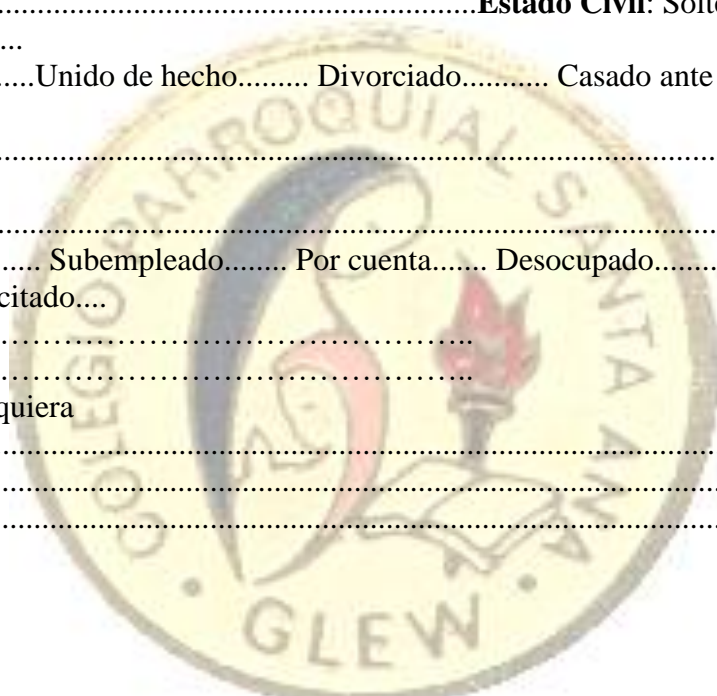 ..........................................................Estado Civil: Solte
....
.....Unido de hecho......... Divorciado........... Casado ante
....................................................................................................
....................................................................................................
...... Subempleado........ Por cuenta....... Desocupado.........
citado....
……………………………………………..
……………………………………………..
quiera
....................................................................................................
....................................................................................................
....................................................................................................
COLEGIO PARROQUIAL SANTA ANA
• GLEW •